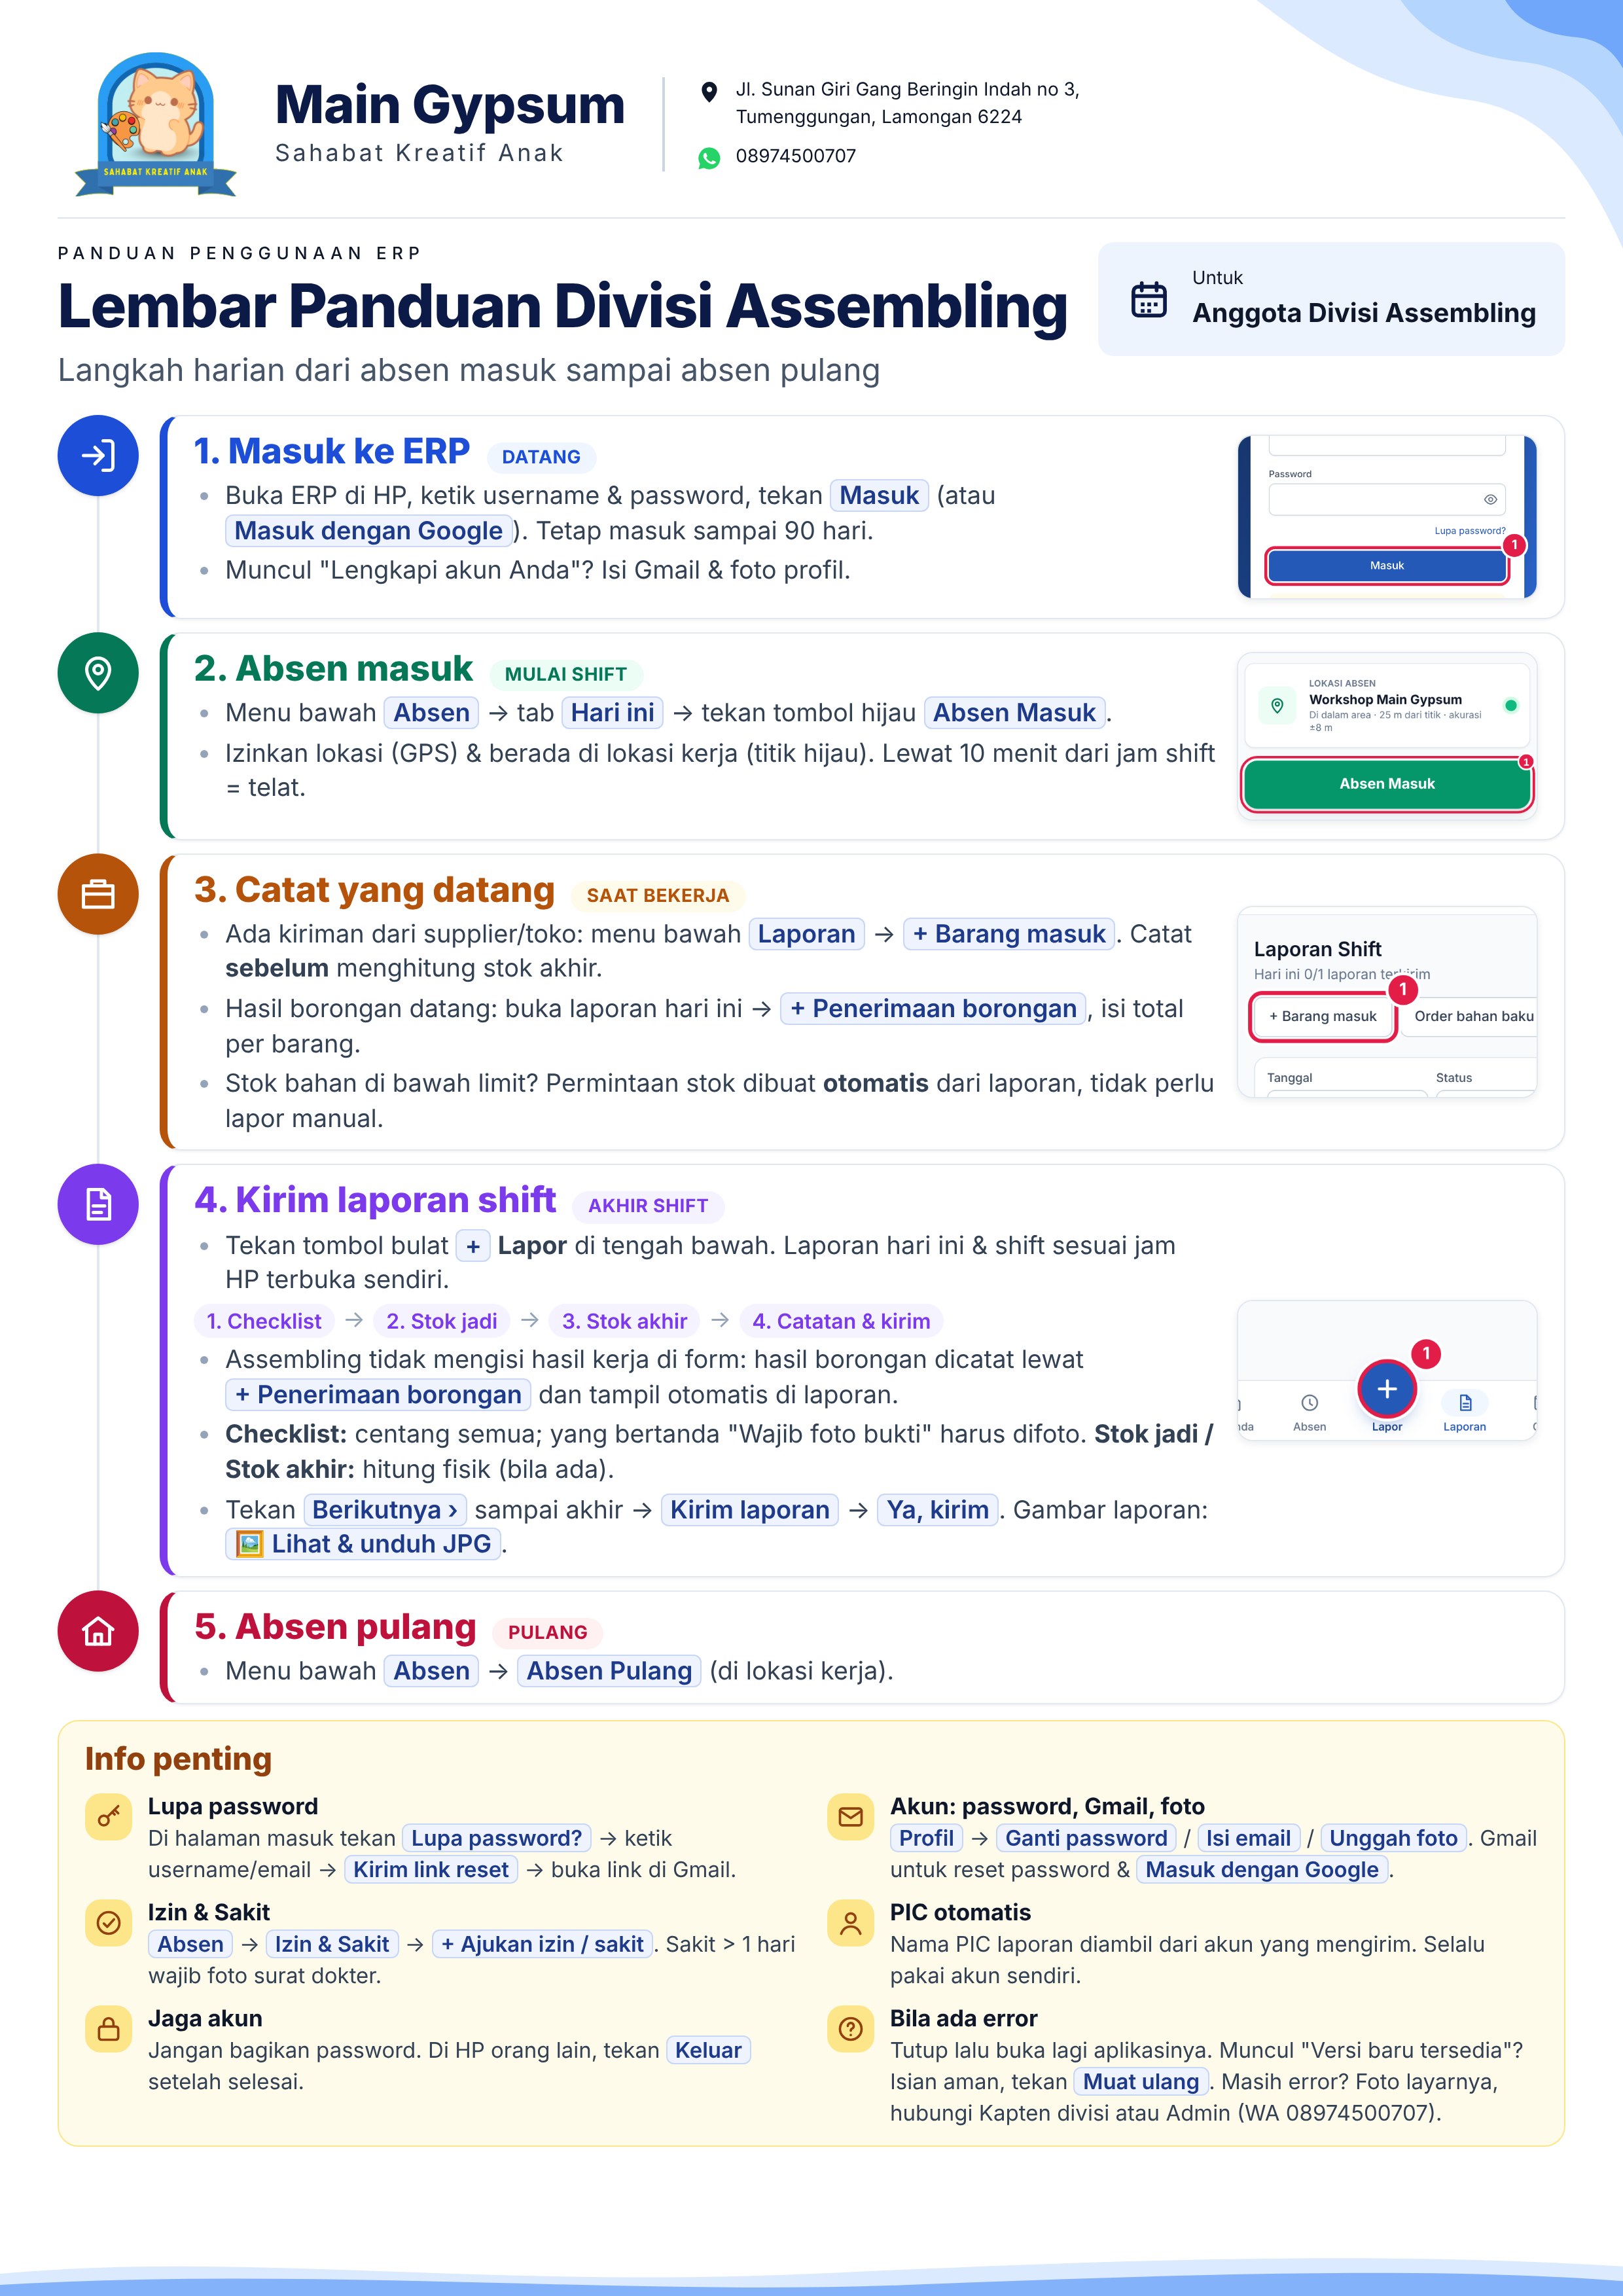 SAHABAT KREATIF ANAK
Main Gypsum
Sahabat Kreatif Anak
Jl. Sunan Giri Gang Beringin Indah no 3,
Tumenggungan, Lamongan 6224
08974500707
PANDUAN PENGGUNAAN ERP
Lembar Panduan Divisi Assembling
Langkah harian dari absen masuk sampai absen pulang
Untuk
Anggota Divisi Assembling
1. Masuk ke ERP DATANG
• Buka ERP di HP, ketik username & password, tekan Masuk (atau
Masuk dengan Google). Tetap masuk sampai 90 hari.
• Muncul "Lengkapi akun Anda"? Isi Gmail & foto profil.
Password
Lupa password?
1
Masuk
2. Absen masuk MULAI SHIFT
• Menu bawah Absen → tab Hari ini → tekan tombol hijau Absen Masuk.
• Izinkan lokasi (GPS) & berada di lokasi kerja (titik hijau). Lewat 10 menit dari jam shift
= telat.
LOKASI ABSEN
Workshop Main Gypsum
Di dalam area · 25 m dari titik · akurasi
±8 m
1
Absen Masuk
3. Catat yang datang SAAT BEKERJA
• Ada kiriman dari supplier/toko: menu bawah Laporan → + Barang masuk. Catat
sebelum menghitung stok akhir.
• Hasil borongan datang: buka laporan hari ini → + Penerimaan borongan, isi total
per barang.
• Stok bahan di bawah limit? Permintaan stok dibuat otomatis dari laporan, tidak perlu
lapor manual.
Laporan Shift
Hari ini 0/1 laporan terkirim
1
+ Barang masuk Order bahan baku
Tanggal Status
4. Kirim laporan shift AKHIR SHIFT
• Tekan tombol bulat + Lapor di tengah bawah. Laporan hari ini & shift sesuai jam
HP terbuka sendiri.
1. Checklist → 2. Stok jadi → 3. Stok akhir → 4. Catatan & kirim
• Assembling tidak mengisi hasil kerja di form: hasil borongan dicatat lewat
+ Penerimaan borongan dan tampil otomatis di laporan.
• Checklist: centang semua; yang bertanda "Wajib foto bukti" harus difoto. Stok jadi /
Stok akhir: hitung fisik (bila ada).
• Tekan Berikutnya › sampai akhir → Kirim laporan → Ya, kirim. Gambar laporan:
🖼️ Lihat & unduh JPG.
1
+
nda Absen Lapor Laporan
5. Absen pulang PULANG
• Menu bawah Absen → Absen Pulang (di lokasi kerja).
Info penting
Lupa password
Di halaman masuk tekan Lupa password? → ketik
username/email → Kirim link reset → buka link di Gmail.
Akun: password, Gmail, foto
Profil → Ganti password / Isi email / Unggah foto. Gmail
untuk reset password & Masuk dengan Google.
Izin & Sakit
Absen → Izin & Sakit → + Ajukan izin / sakit. Sakit > 1 hari
wajib foto surat dokter.
PIC otomatis
Nama PIC laporan diambil dari akun yang mengirim. Selalu
pakai akun sendiri.
Jaga akun
Jangan bagikan password. Di HP orang lain, tekan Keluar
setelah selesai.
Bila ada error
Tutup lalu buka lagi aplikasinya. Muncul "Versi baru tersedia"?
Isian aman, tekan Muat ulang. Masih error? Foto layarnya,
hubungi Kapten divisi atau Admin (WA 08974500707).